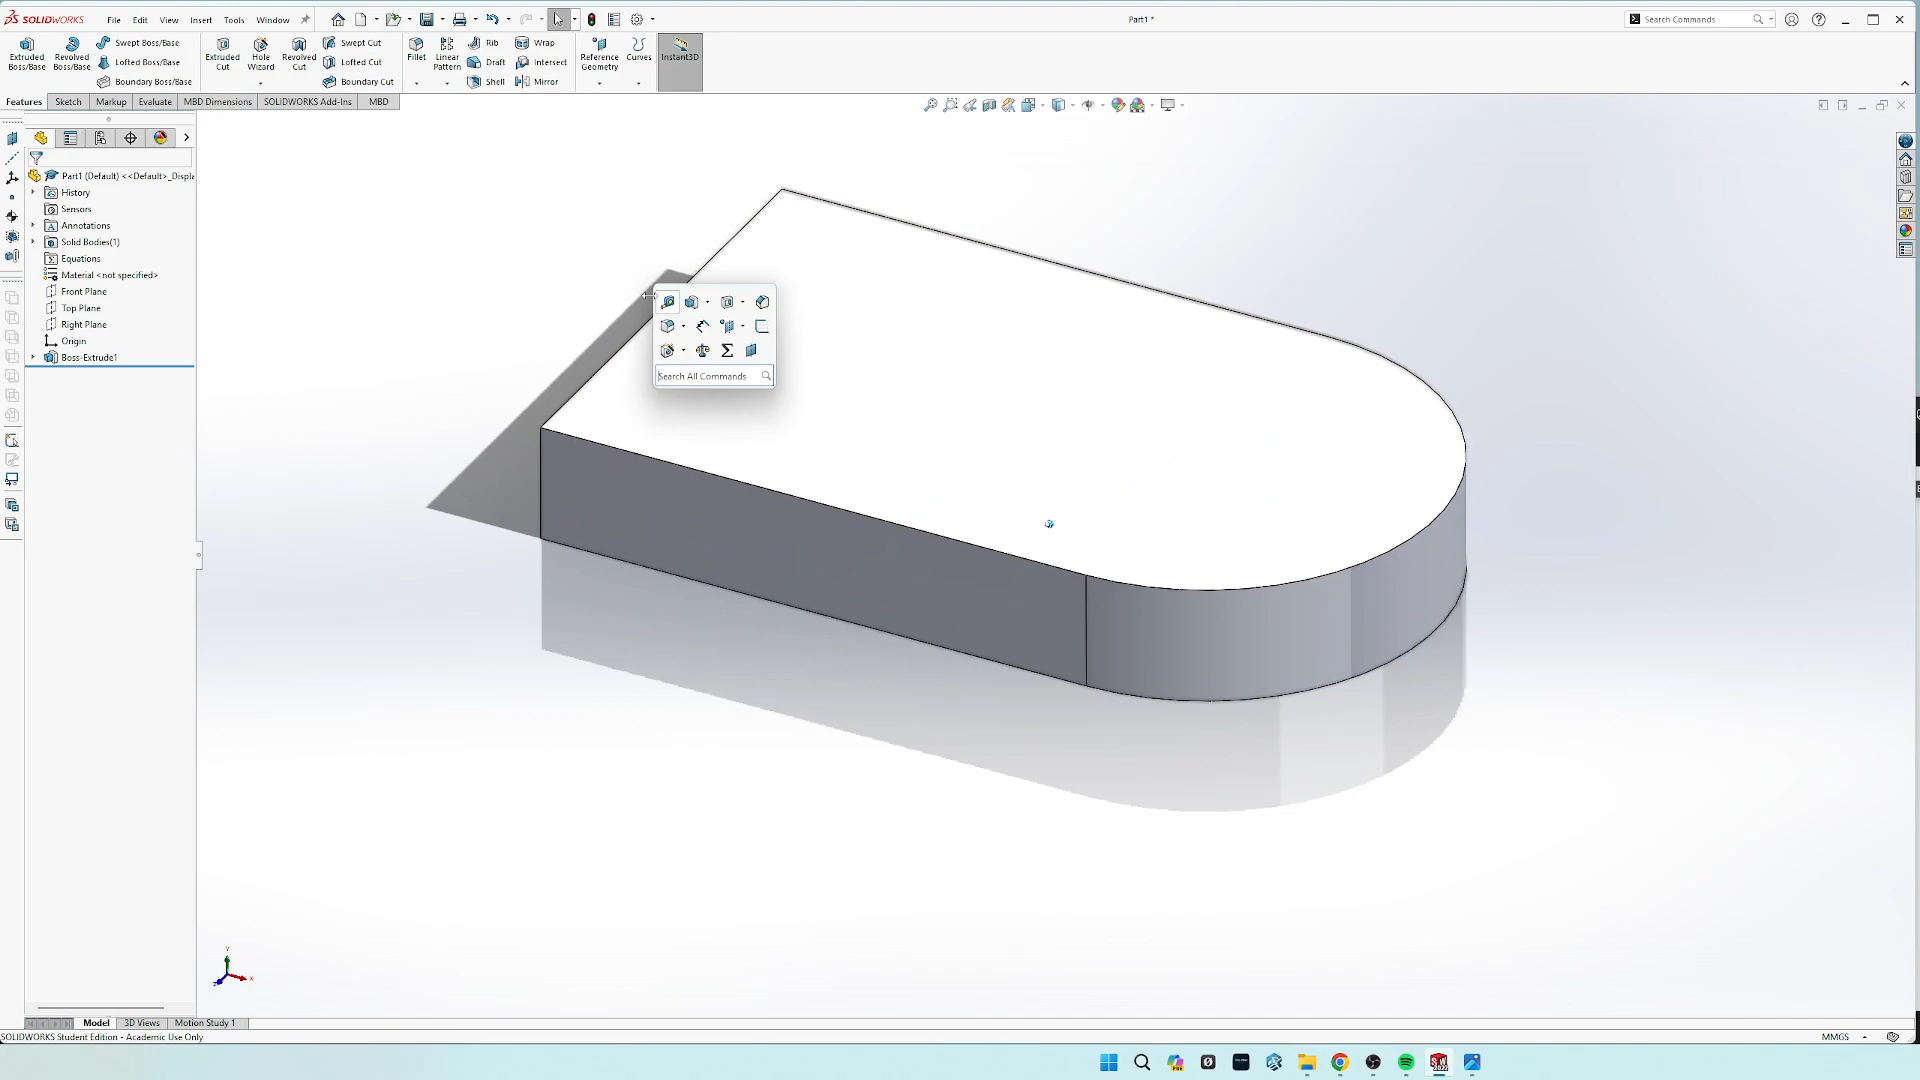 SOLIDWORKS File Edit View Insert Tools Window Part1 * Search Commands
Extruded Boss/Base
Revolved Boss/Base
Swept Boss/Base
Lofted Boss/Base
Boundary Boss/Base
Extruded Cut
Hole Wizard
Revolved Cut
Swept Cut
Lofted Cut
Boundary Cut
Fillet
Linear Pattern
Rib
Draft
Shell
Wrap
Intersect
Mirror
Reference Geometry
Curves
Instant3D
Features Sketch Markup Evaluate MBD Dimensions SOLIDWORKS Add-Ins MBD
Part1 (Default) <<Default>_Displa
History
Sensors
Annotations
Solid Bodies(1)
Equations
Material <not specified>
Front Plane
Top Plane
Right Plane
Origin
Boss-Extrude1
Search All Commands
Y
X
Z
Model 3D Views Motion Study 1
SOLIDWORKS Student Edition - Academic Use Only MMGS